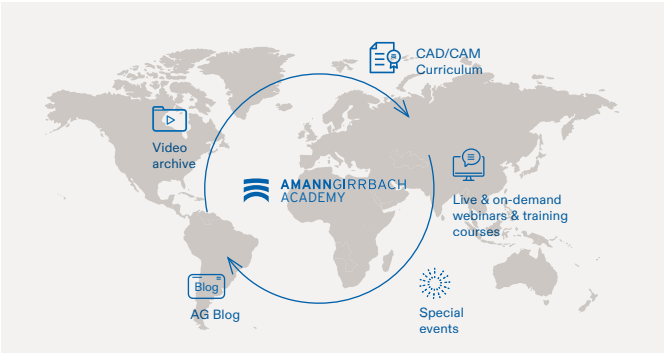 CAD/CAM
Curriculum
Video
archive
AMANNGIRRBACH
ACADEMY
Live & on-demand
webinars & training
courses
Blog
AG Blog
Special
events